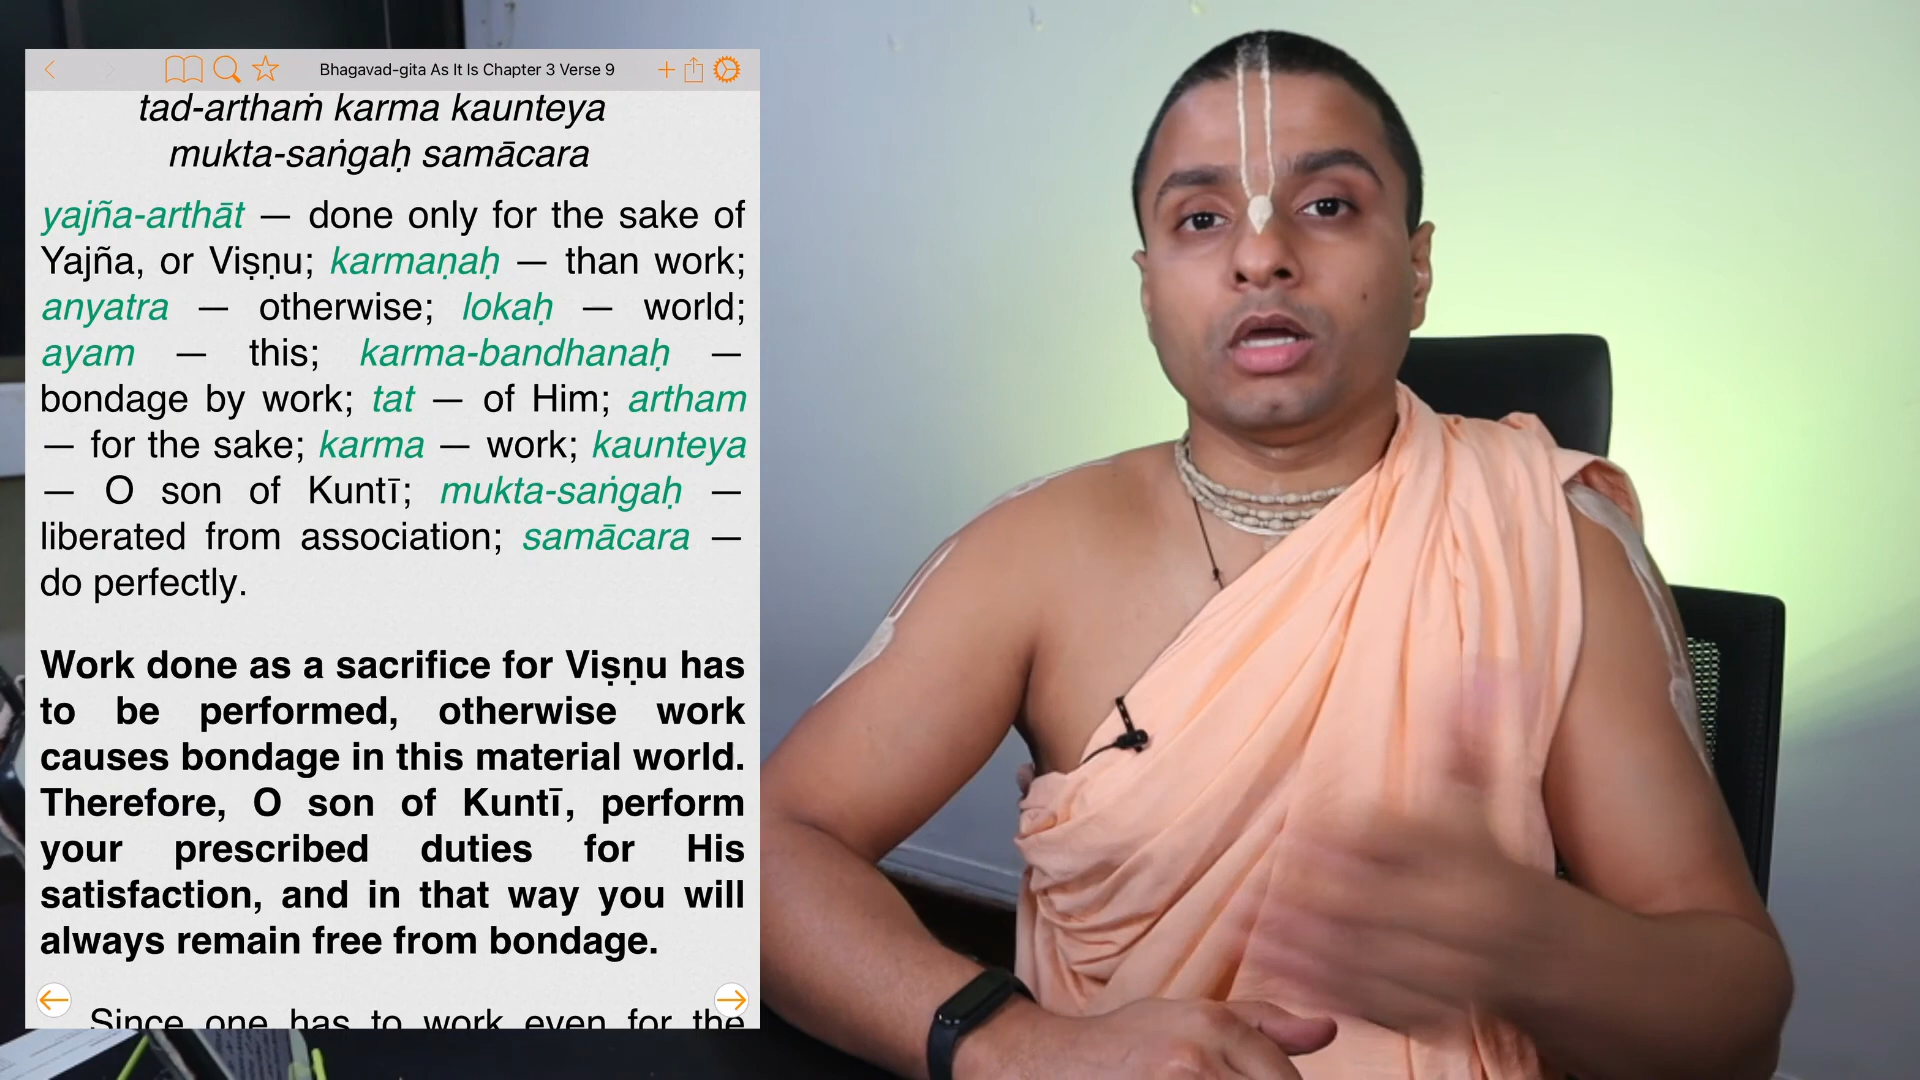 Bhagavad-gita As It Is Chapter 3 Verse 9
tad-arthaṁ karma kaunteya
mukta-saṅgaḥ samācara
yajña-arthāt — done only for the sake of
Yajña, or Viṣṇu; karmaṇaḥ — than work;
anyatra — otherwise; lokaḥ — world;
ayam — this; karma-bandhanaḥ —
bondage by work; tat — of Him; artham
— for the sake; karma — work; kaunteya
— O son of Kuntī; mukta-saṅgaḥ —
liberated from association; samācara —
do perfectly.
Work done as a sacrifice for Viṣṇu has
to be performed, otherwise work
causes bondage in this material world.
Therefore, O son of Kuntī, perform
your prescribed duties for His
satisfaction, and in that way you will
always remain free from bondage.
Since one has to work even for the